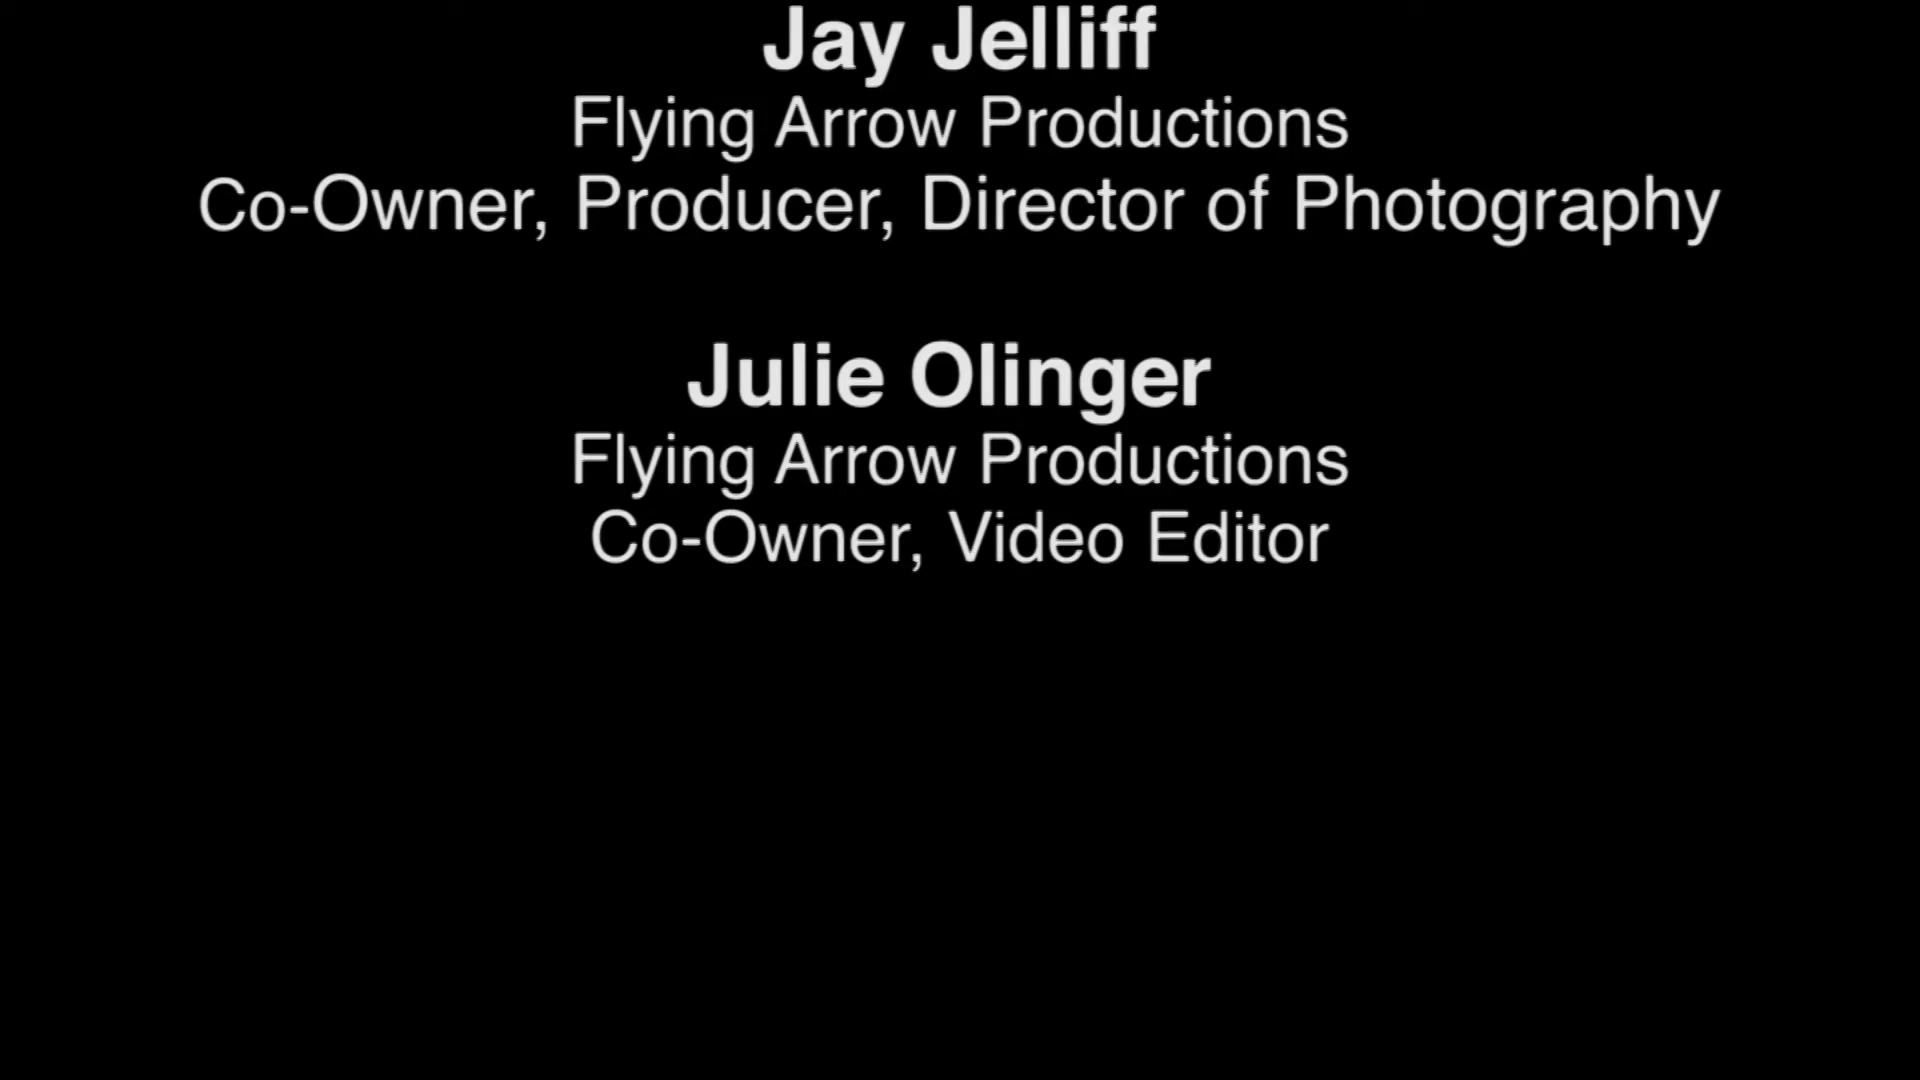 Jay Jelliff
Flying Arrow Productions
Co-Owner, Producer, Director of Photography
Julie Olinger
Flying Arrow Productions
Co-Owner, Video Editor